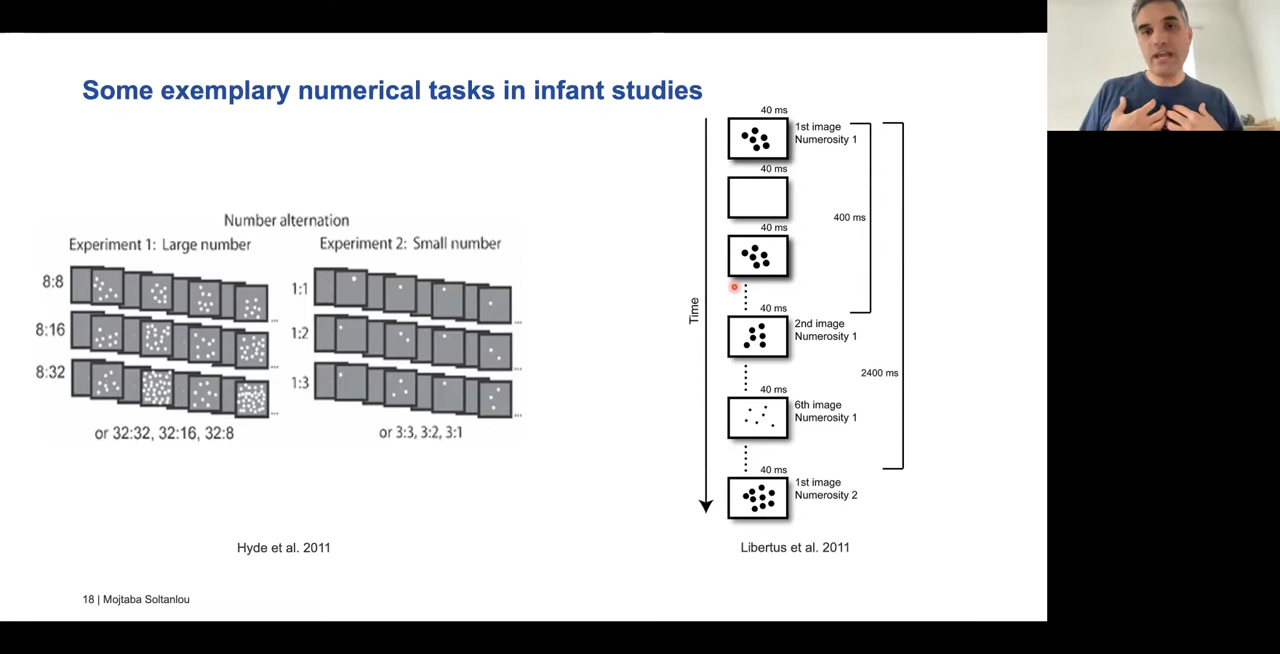 Some exemplary numerical tasks in infant studies
Number alternation
Experiment 1: Large number
8:8
8:16
8:32
or 32:32, 32:16, 32:8
Experiment 2: Small number
1:1
1:2
1:3
or 3:3, 3:2, 3:1
Hyde et al. 2011
Time
40 ms
1st image
Numerosity 1
40 ms
40 ms
400 ms
40 ms
2nd image
Numerosity 1
2400 ms
40 ms
6th image
Numerosity 1
40 ms
1st image
Numerosity 2
Libertus et al. 2011
18 | Mojtaba Soltanlou